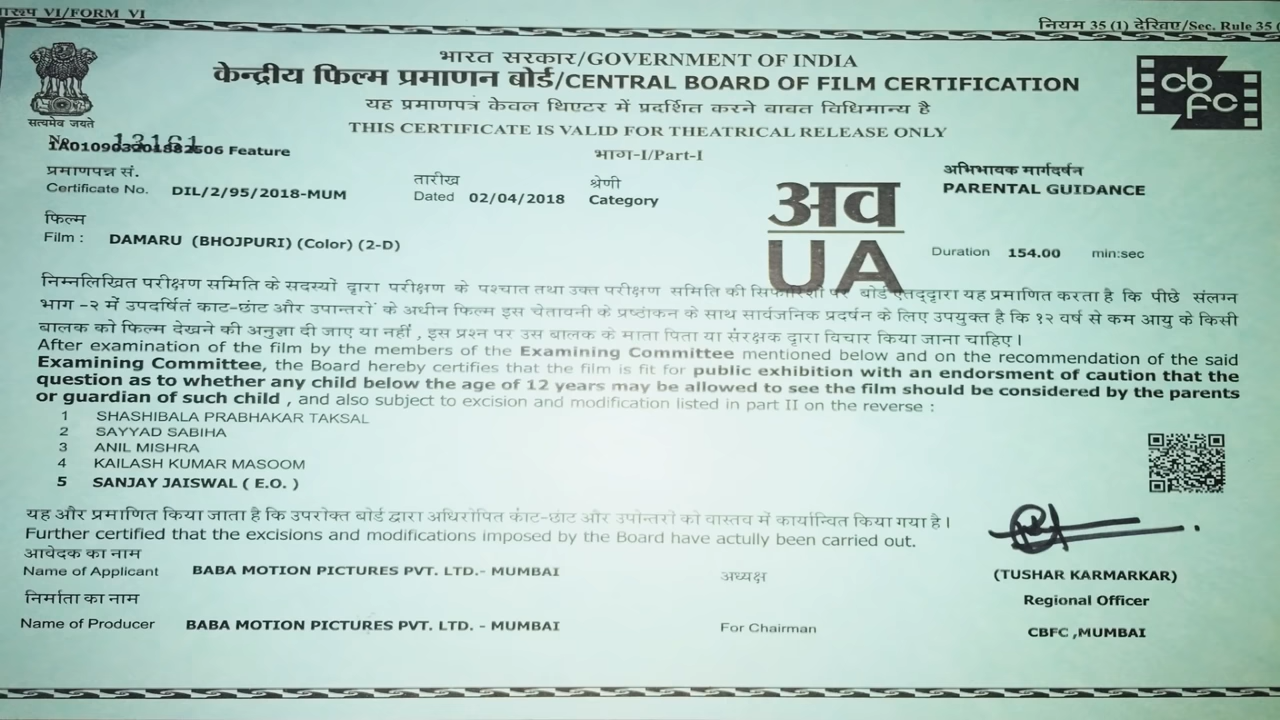 प्रारूप VI/FORM VI
नियम 35 (1) देखिए/Sec. Rule 35 (
भारत सरकार/GOVERNMENT OF INDIA
केन्द्रीय फिल्म प्रमाणन बोर्ड/CENTRAL BOARD OF FILM CERTIFICATION
cbfc
यह प्रमाणपत्र केवल थिएटर में प्रदर्शित करने बावत विधिमान्य है
सत्यमेव जयते
THIS CERTIFICATE IS VALID FOR THEATRICAL RELEASE ONLY
No. 13161
Feature
भाग-I/Part-I
प्रमाणपत्र सं.
Certificate No. DIL/2/95/2018-MUM
तारीख
Dated 02/04/2018
श्रेणी
Category
अव
UA
अभिभावक मार्गदर्शन
PARENTAL GUIDANCE
फिल्म
Film : DAMARU (BHOJPURI) (Color) (2-D)
Duration 154.00 min:sec
निम्नलिखित परीक्षण समिति के सदस्यों द्वारा परीक्षण के पश्चात तथा उक्त परीक्षण समिति की सिफारिशों पर बोर्ड एतद्द्वारा यह प्रमाणित करता है कि पीछे संलग्न
भाग -२ में उपदर्षित काट-छांट और उपान्तरों के अधीन फिल्म इस चेतावनी के प्रष्ठांकन के साथ सार्वजनिक प्रदर्षन के लिए उपयुक्त है कि १२ वर्ष से कम आयु के किसी
बालक को फिल्म देखने की अनुज्ञा दी जाए या नहीं , इस प्रश्न पर उस बालक के माता पिता या संरक्षक द्वारा विचार किया जाना चाहिए ।
After examination of the film by the members of the Examining Committee mentioned below and on the recommendation of the said
Examining Committee, the Board hereby certifies that the film is fit for public exhibition with an endorsment of caution that the
question as to whether any child below the age of 12 years may be allowed to see the film should be considered by the parents
or guardian of such child , and also subject to excision and modification listed in part II on the reverse :
1 SHASHIBALA PRABHAKAR TAKSAL
2 SAYYAD SABIHA
3 ANIL MISHRA
4 KAILASH KUMAR MASOOM
5 SANJAY JAISWAL ( E.O. )
यह और प्रमाणित किया जाता है कि उपरोक्त बोर्ड द्वारा अधिरोपित कांट-छांट और उपोन्तरों को वास्तव में कार्यान्वित किया गया है ।
Further certified that the excisions and modifications imposed by the Board have actully been carried out.
आवेदक का नाम
Name of Applicant BABA MOTION PICTURES PVT. LTD.- MUMBAI
अध्यक्ष
(TUSHAR KARMARKAR)
निर्माता का नाम
Regional Officer
Name of Producer BABA MOTION PICTURES PVT. LTD. - MUMBAI
For Chairman
CBFC ,MUMBAI